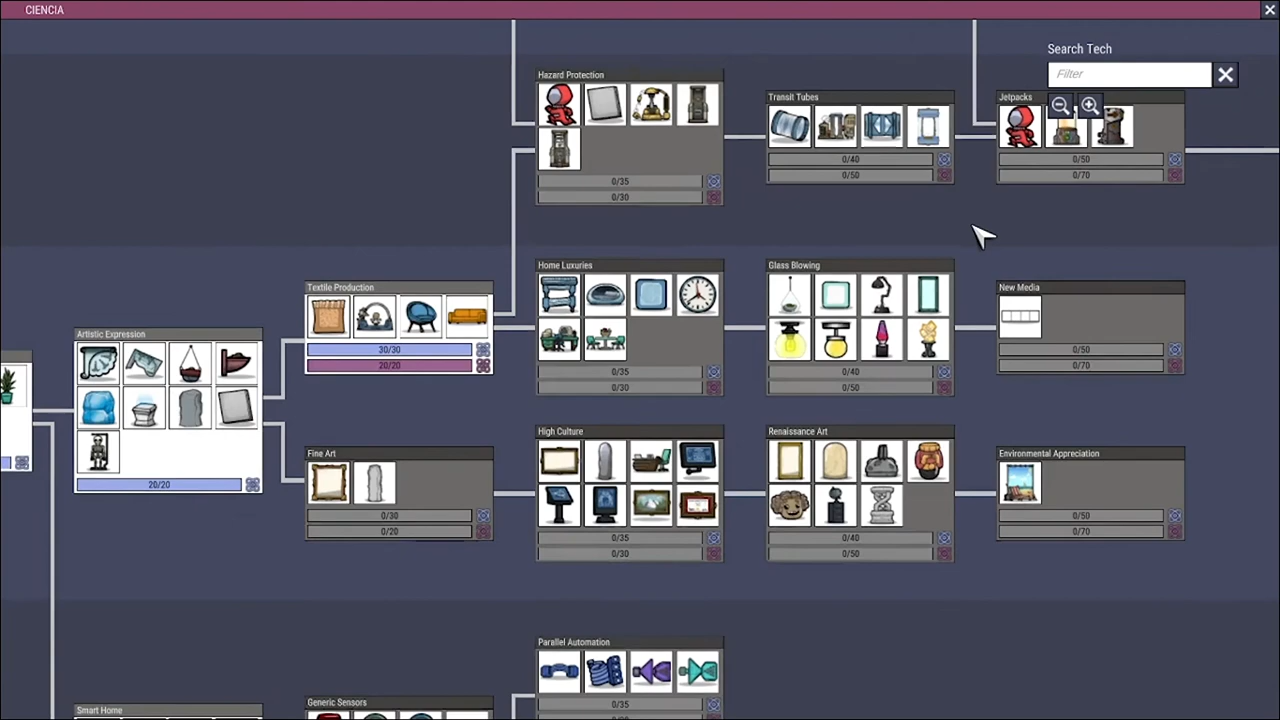 CIENCIA
Search Tech
Filter
Hazard Protection
0/35
0/30
Transit Tubes
0/40
0/50
Jetpacks
0/50
0/70
Textile Production
30/30
20/20
Home Luxuries
0/35
0/30
Glass Blowing
0/40
0/50
New Media
0/50
0/70
Artistic Expression
20/20
Fine Art
0/30
0/20
High Culture
0/35
0/30
Renaissance Art
0/40
0/50
Environmental Appreciation
0/50
0/70
Parallel Automation
0/35
Smart Home
Generic Sensors